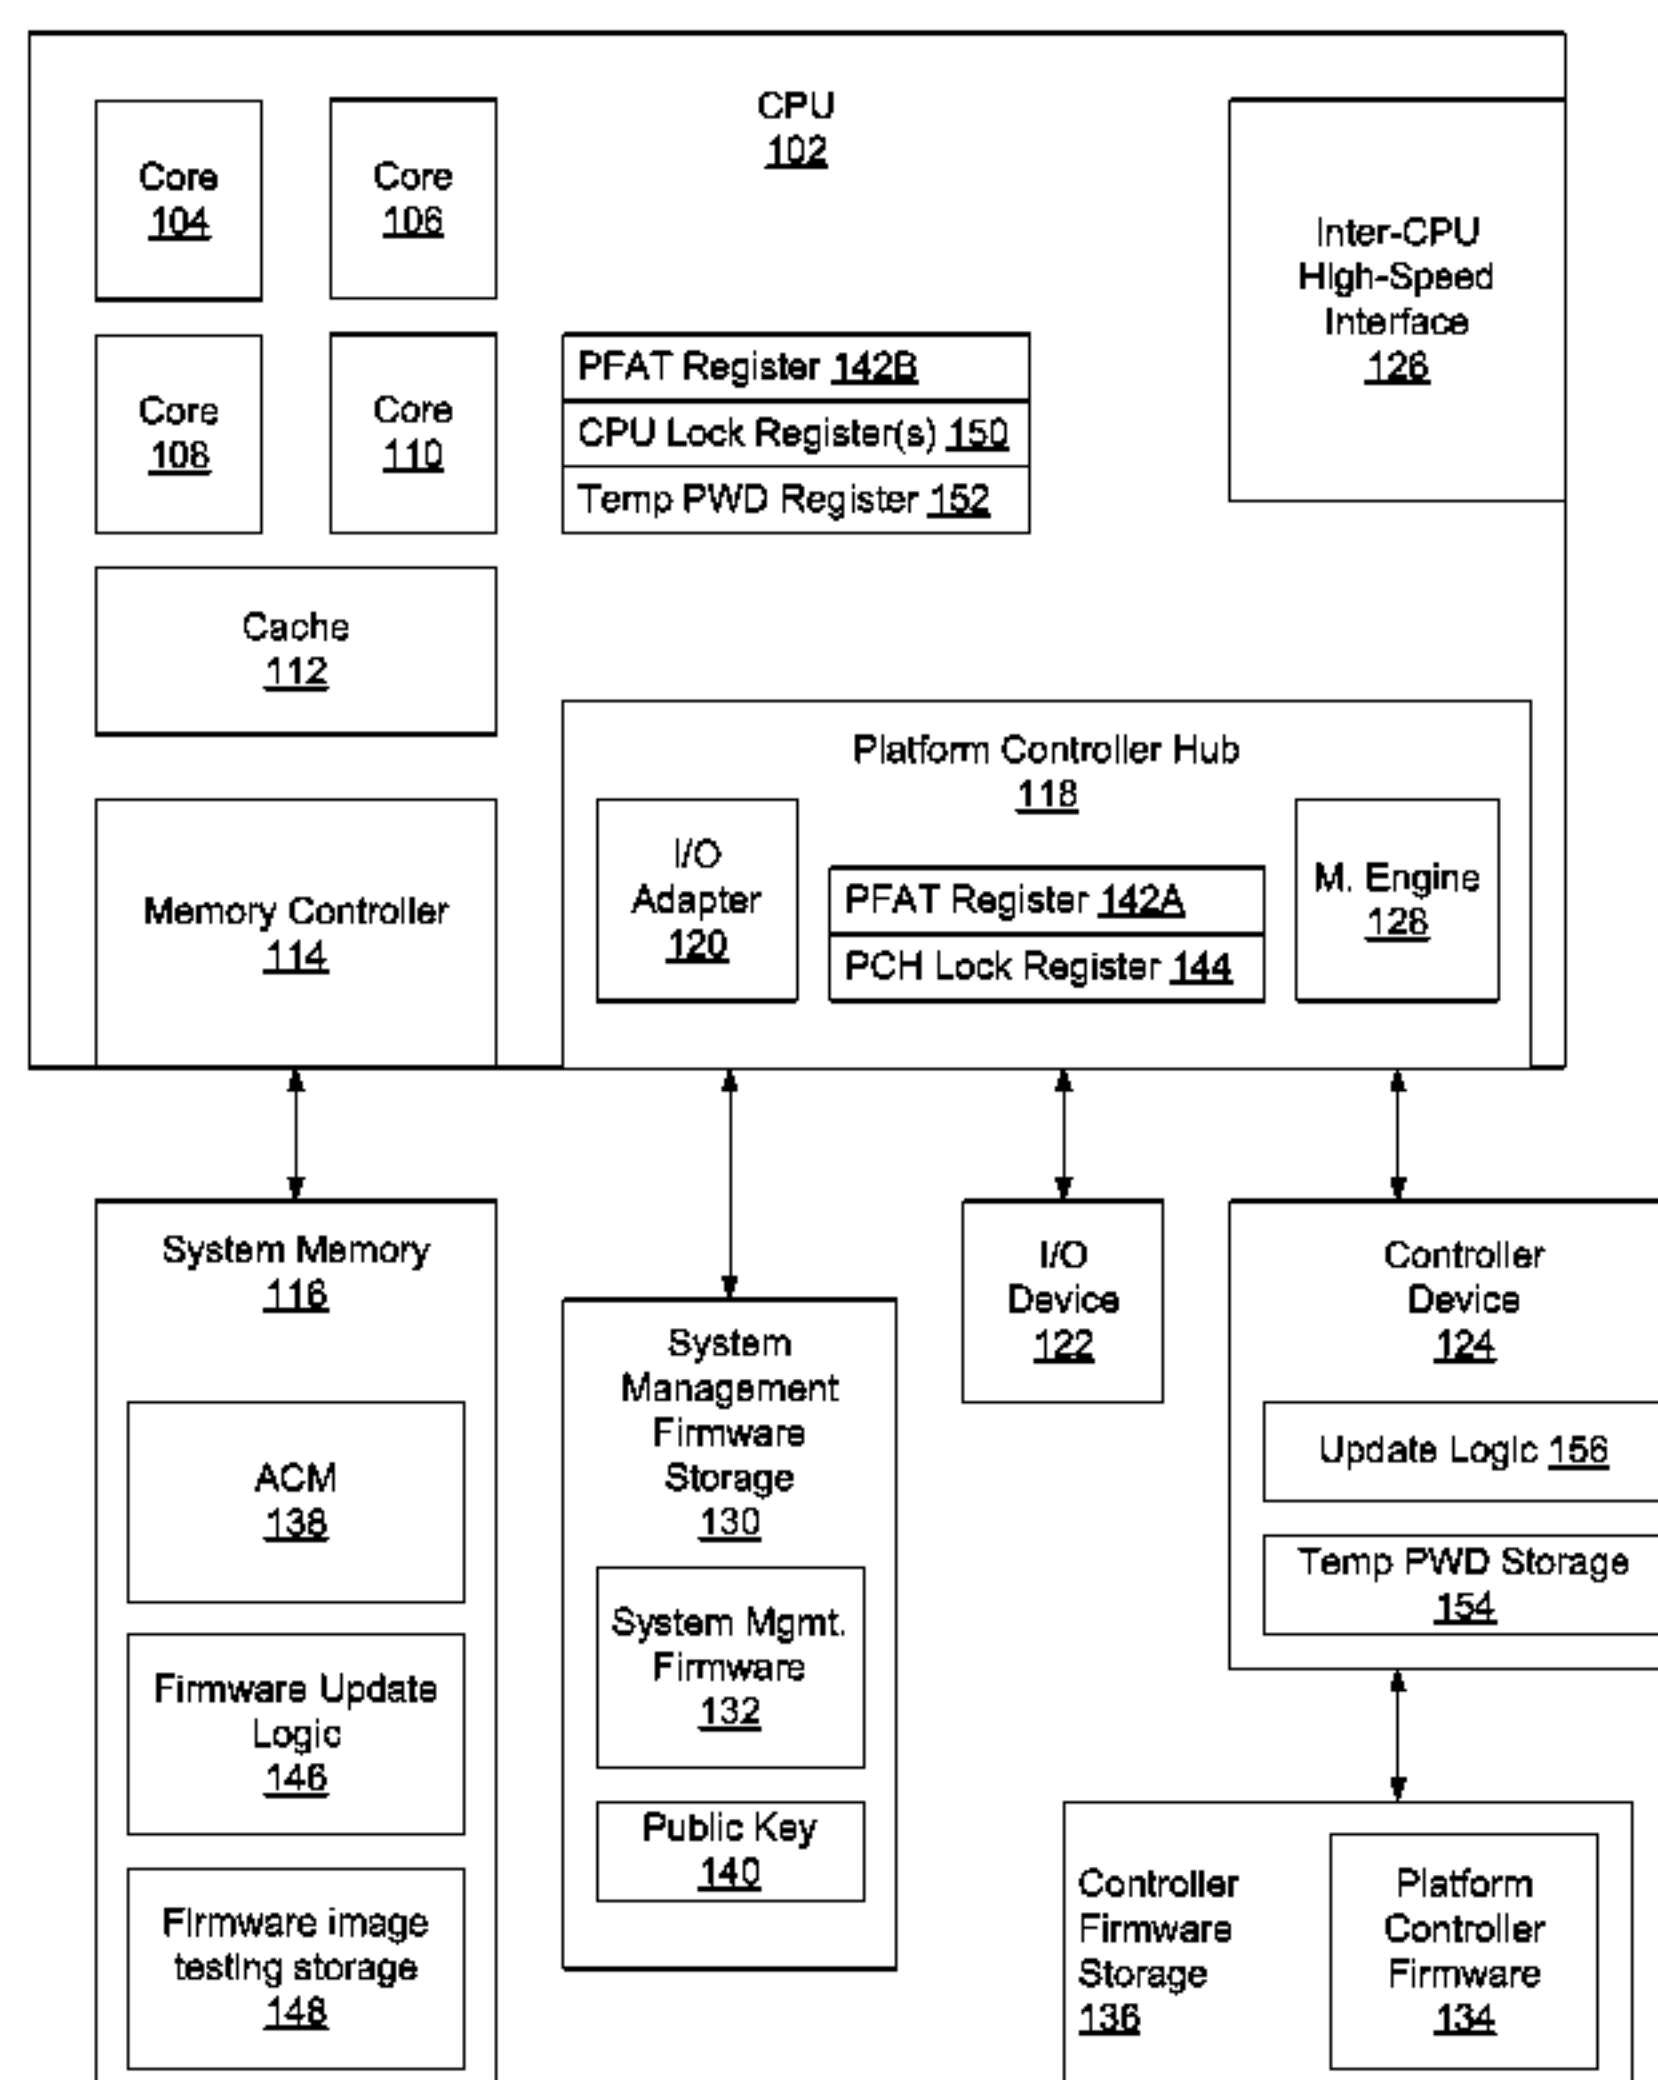 CPU
102
Core
104
Core
106
Inter-CPU
High-Speed
Interface
126
Core
108
Core
110
PFAT Register 142B
CPU Lock Register(s) 150
Temp PWD Register 152
Cache
112
Platform Controller Hub
118
Memory Controller
114
I/O
Adapter
120
PFAT Register 142A
PCH Lock Register 144
M. Engine
128
System Memory
116
ACM
138
Firmware Update
Logic
146
Firmware image
testing storage
148
System
Management
Firmware
Storage
130
System Mgmt.
Firmware
132
Public Key
140
I/O
Device
122
Controller
Device
124
Update Logic 156
Temp PWD Storage
154
Controller
Firmware
Storage
136
Platform
Controller
Firmware
134